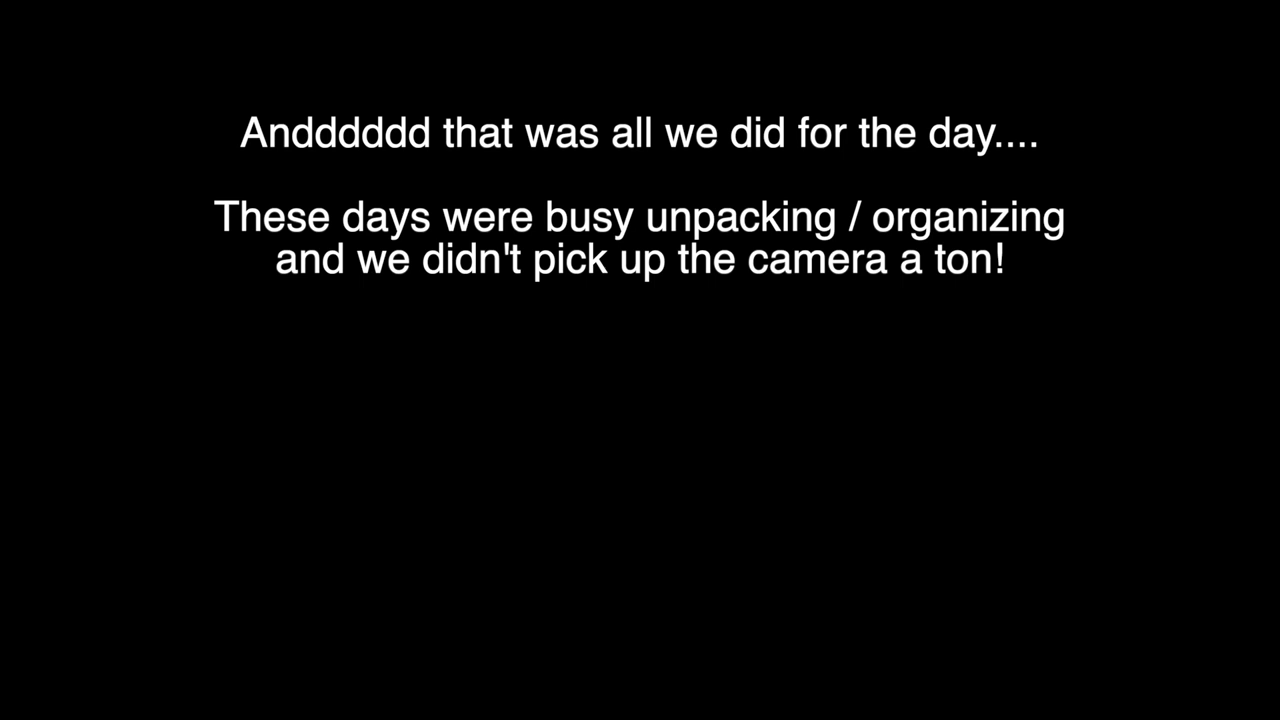 Andddddd that was all we did for the day....
These days were busy unpacking / organizing
and we didn't pick up the camera a ton!